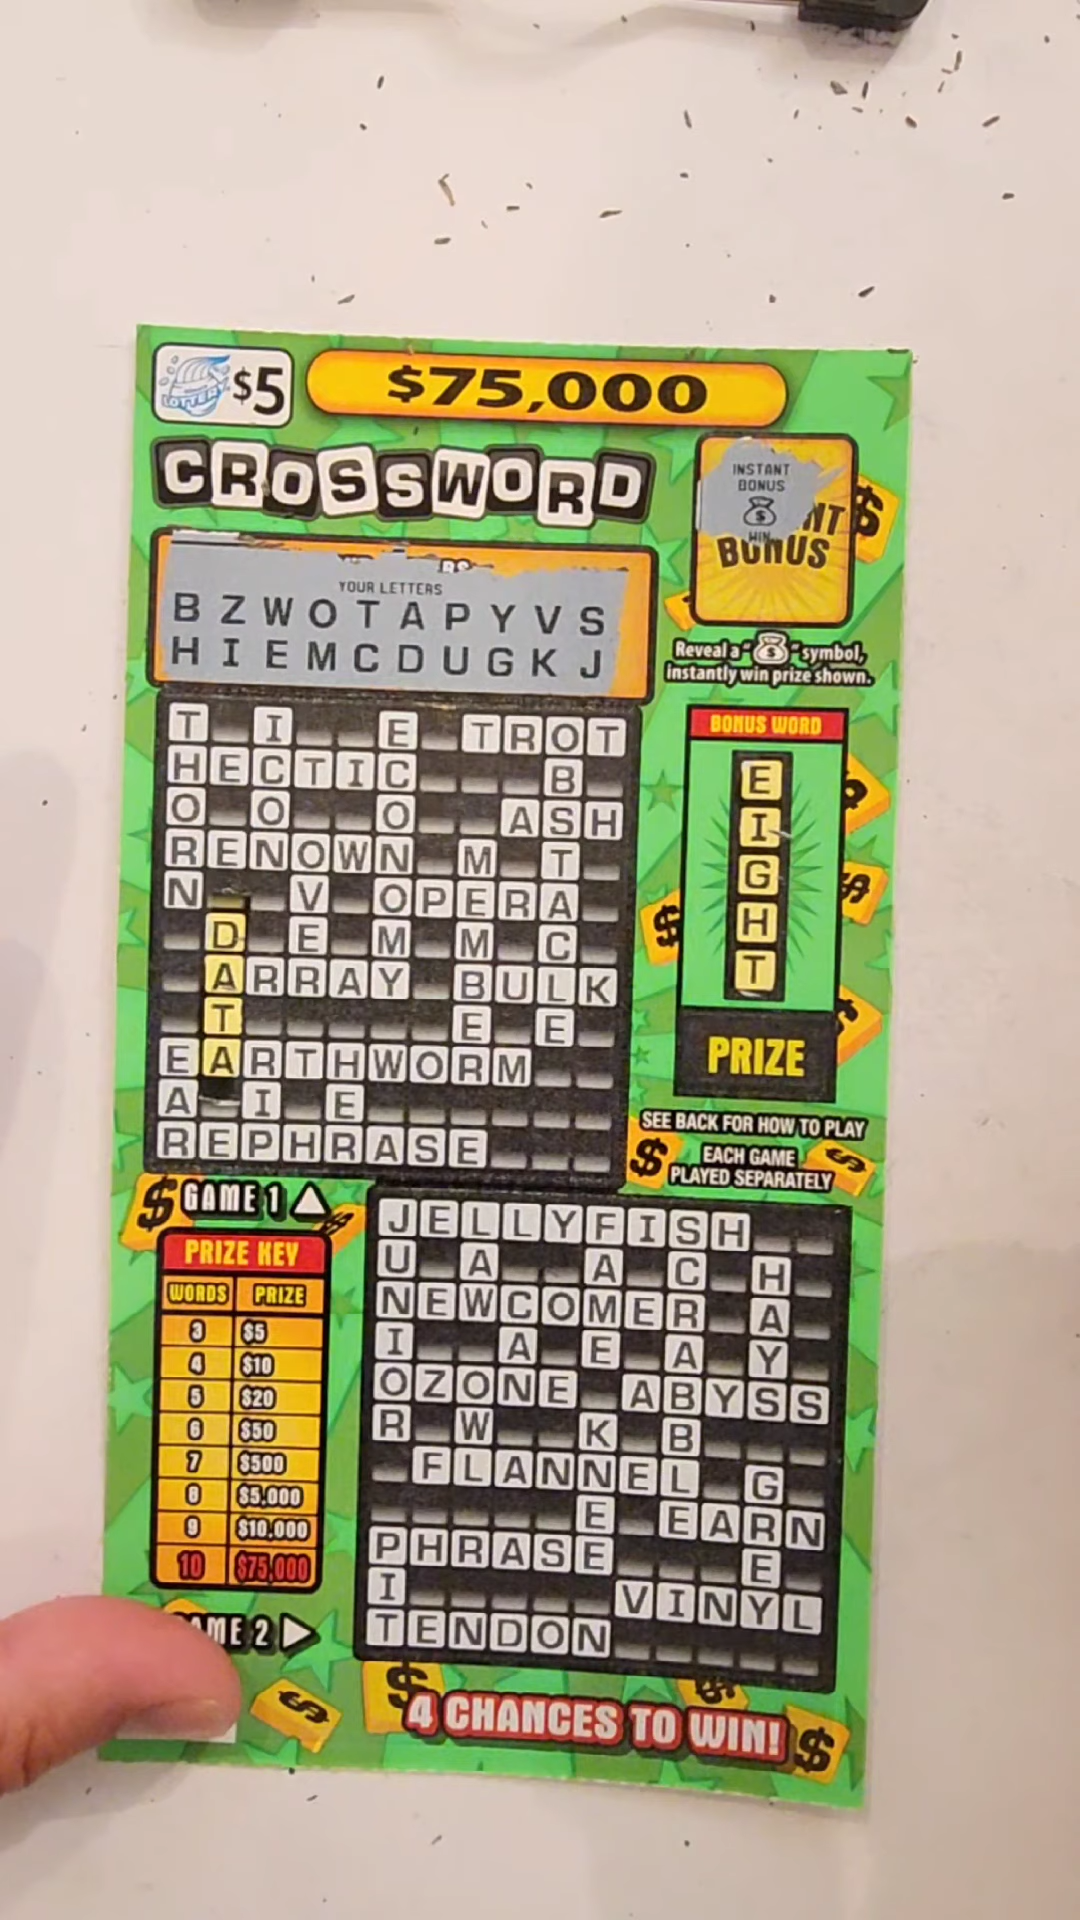 LOTTERY $5 $75,000
CROSSWORD
INSTANT
BONUS
WIN
BONUS
YOUR LETTERS
B Z W O T A P Y V S
H I E M C D U G K J
Reveal a "$" symbol,
instantly win prize shown.
T I E TROT
HECTIC B
O O O ASH
RENOWN M T
N V OPERA
D E M M C
ARRAY BULK
T E E
EARTHWORM
A I E
REPHRASE
BONUS WORD
E
I
G
H
T
PRIZE
SEE BACK FOR HOW TO PLAY
EACH GAME
PLAYED SEPARATELY
GAME 1
PRIZE KEY
WORDS PRIZE
3 $5
4 $10
5 $20
6 $50
7 $500
8 $5,000
9 $10,000
10 $75,000
GAME 2
JELLYFISH
U A A C H
NEWCOMER A
I A E A Y
OZONE ABYSS
R W K B
FLANNEL G
E EARN
PHRASE E
I VINYL
TENDON
4 CHANCES TO WIN!